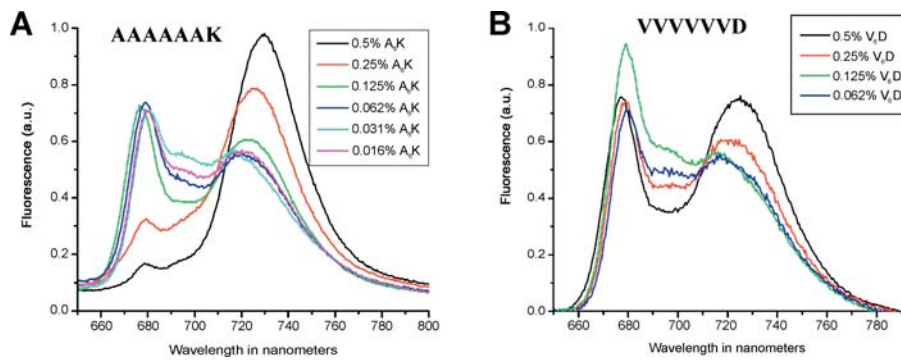 A
AAAAAAK
1.0
0.8
0.6
0.4
0.2
0.0
Fluorescence (a.u.)
0.5% A₆K
0.25% A₆K
0.125% A₆K
0.062% A₆K
0.031% A₆K
0.016% A₆K
660 680 700 720 740 760 780 800
Wavelength in nanometers
B
VVVVVVD
1.0
0.8
0.6
0.4
0.2
0.0
Fluorescence (a.u.)
0.5% V₆D
0.25% V₆D
0.125% V₆D
0.062% V₆D
660 680 700 720 740 760 780
Wavelength in nanometers